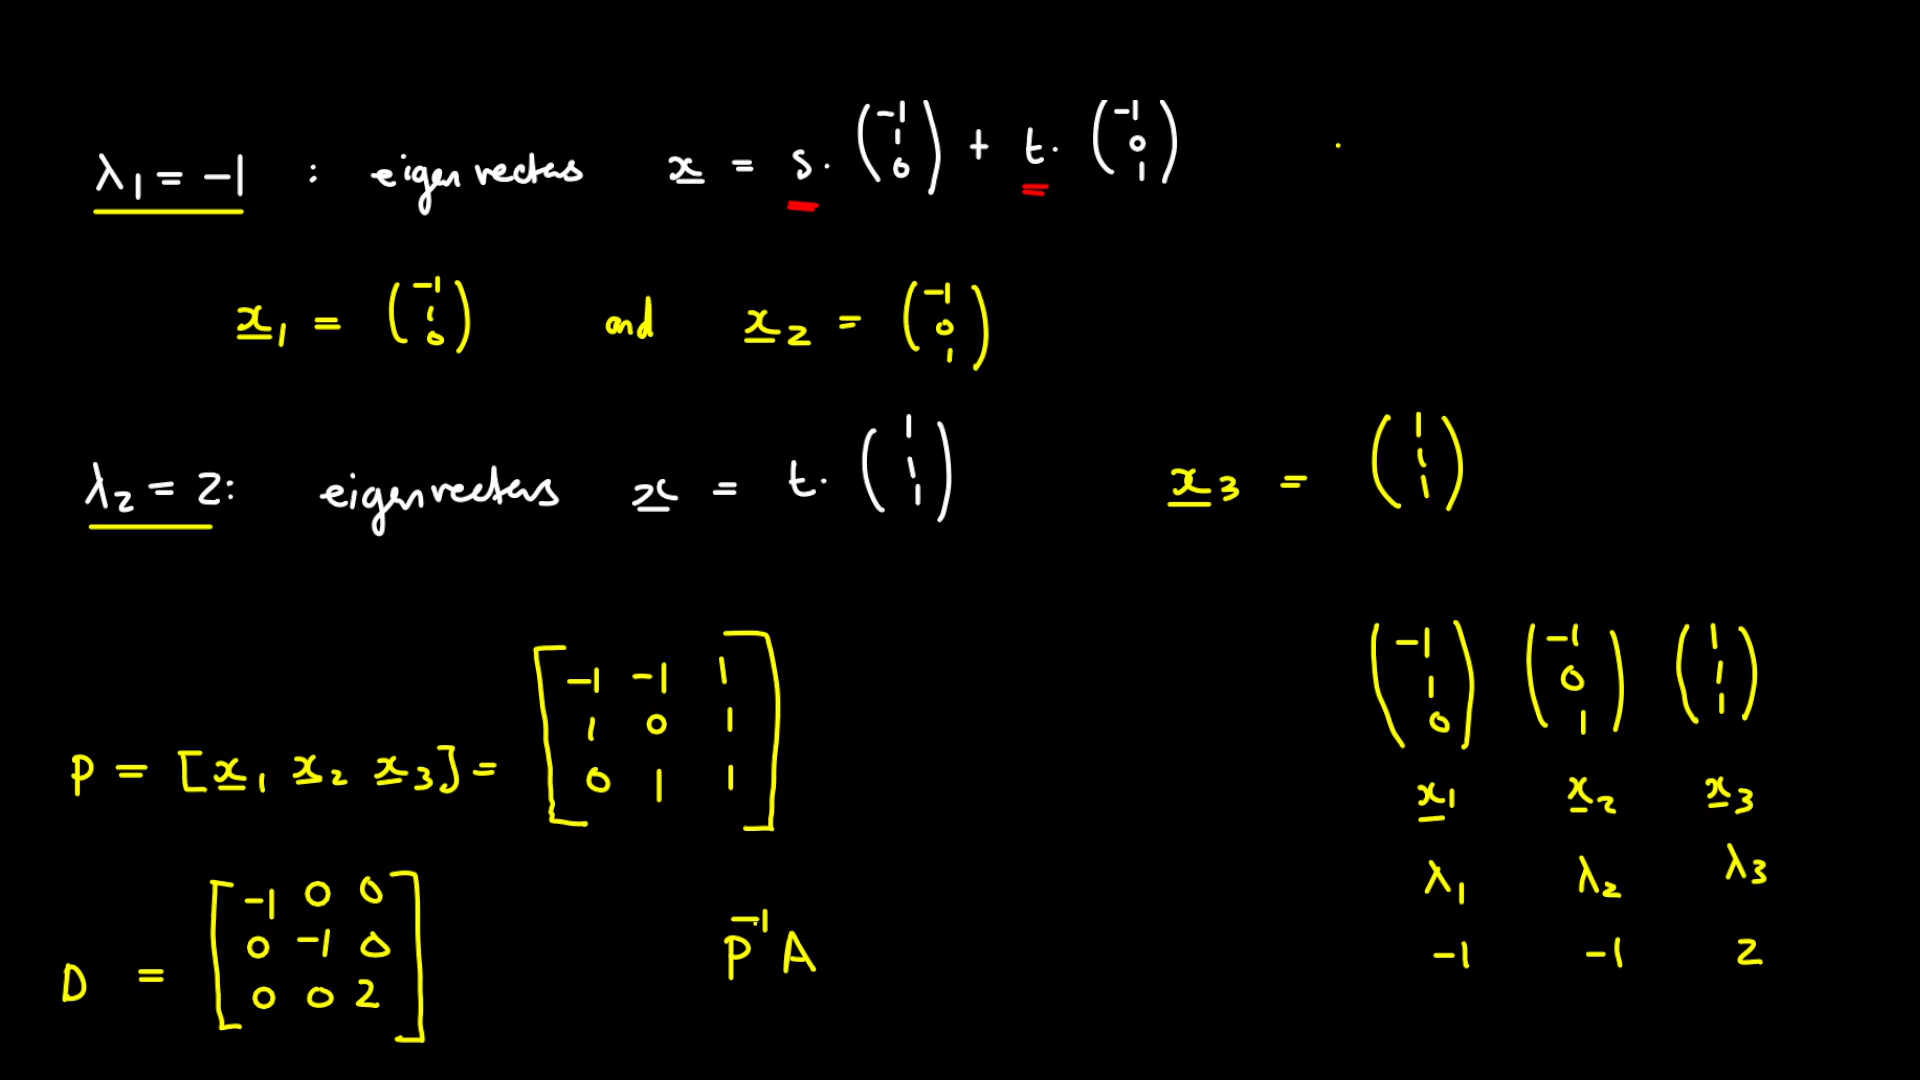 λ₁ = -1 : eigenvectors x = s. (-1 1 0) + t. (-1 0 1)
x₁ = (-1 1 0) and x₂ = (-1 0 1)
λ₂ = 2: eigenvectors x = t. (1 1 1) x₃ = (1 1 1)
P = [x₁ x₂ x₃] = [-1 -1 1
1 0 1
0 1 1]
(-1 1 0) (-1 0 1) (1 1 1)
x₁ x₂ x₃
λ₁ λ₂ λ₃
-1 -1 2
D = [-1 0 0
0 -1 0
0 0 2]
P⁻¹A